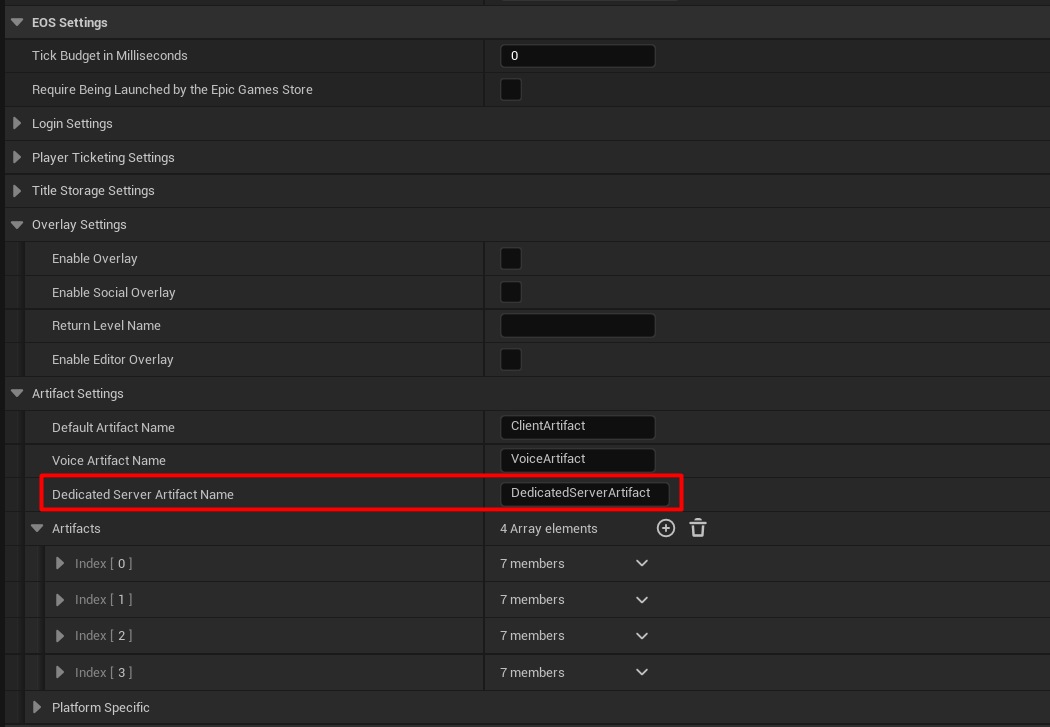 EOS Settings
Tick Budget in Milliseconds 0
Require Being Launched by the Epic Games Store
Login Settings
Player Ticketing Settings
Title Storage Settings
Overlay Settings
Enable Overlay
Enable Social Overlay
Return Level Name
Enable Editor Overlay
Artifact Settings
Default Artifact Name ClientArtifact
Voice Artifact Name VoiceArtifact
Dedicated Server Artifact Name DedicatedServerArtifact
Artifacts 4 Array elements
Index [ 0 ] 7 members
Index [ 1 ] 7 members
Index [ 2 ] 7 members
Index [ 3 ] 7 members
Platform Specific